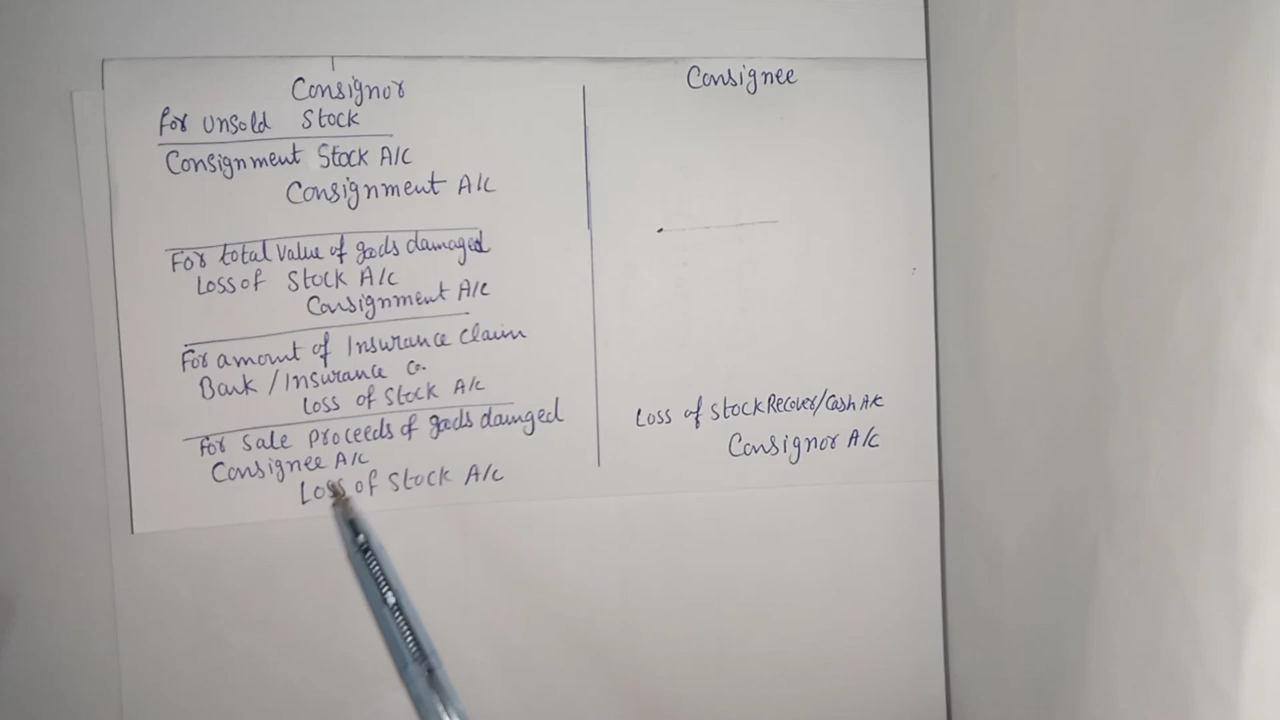 Consignor
for unsold Stock
Consignment Stock A/c
Consignment A/c
For total value of goods damaged
Loss of Stock A/c
Consignment A/c
For amount of Insurance claim
Bank / Insurance Co.
Loss of Stock A/c
for sale proceeds of goods damged
Consignee A/c
Loss of Stock A/c
Consignee
Loss of stock Recover/Cash A/c
Consignor A/c